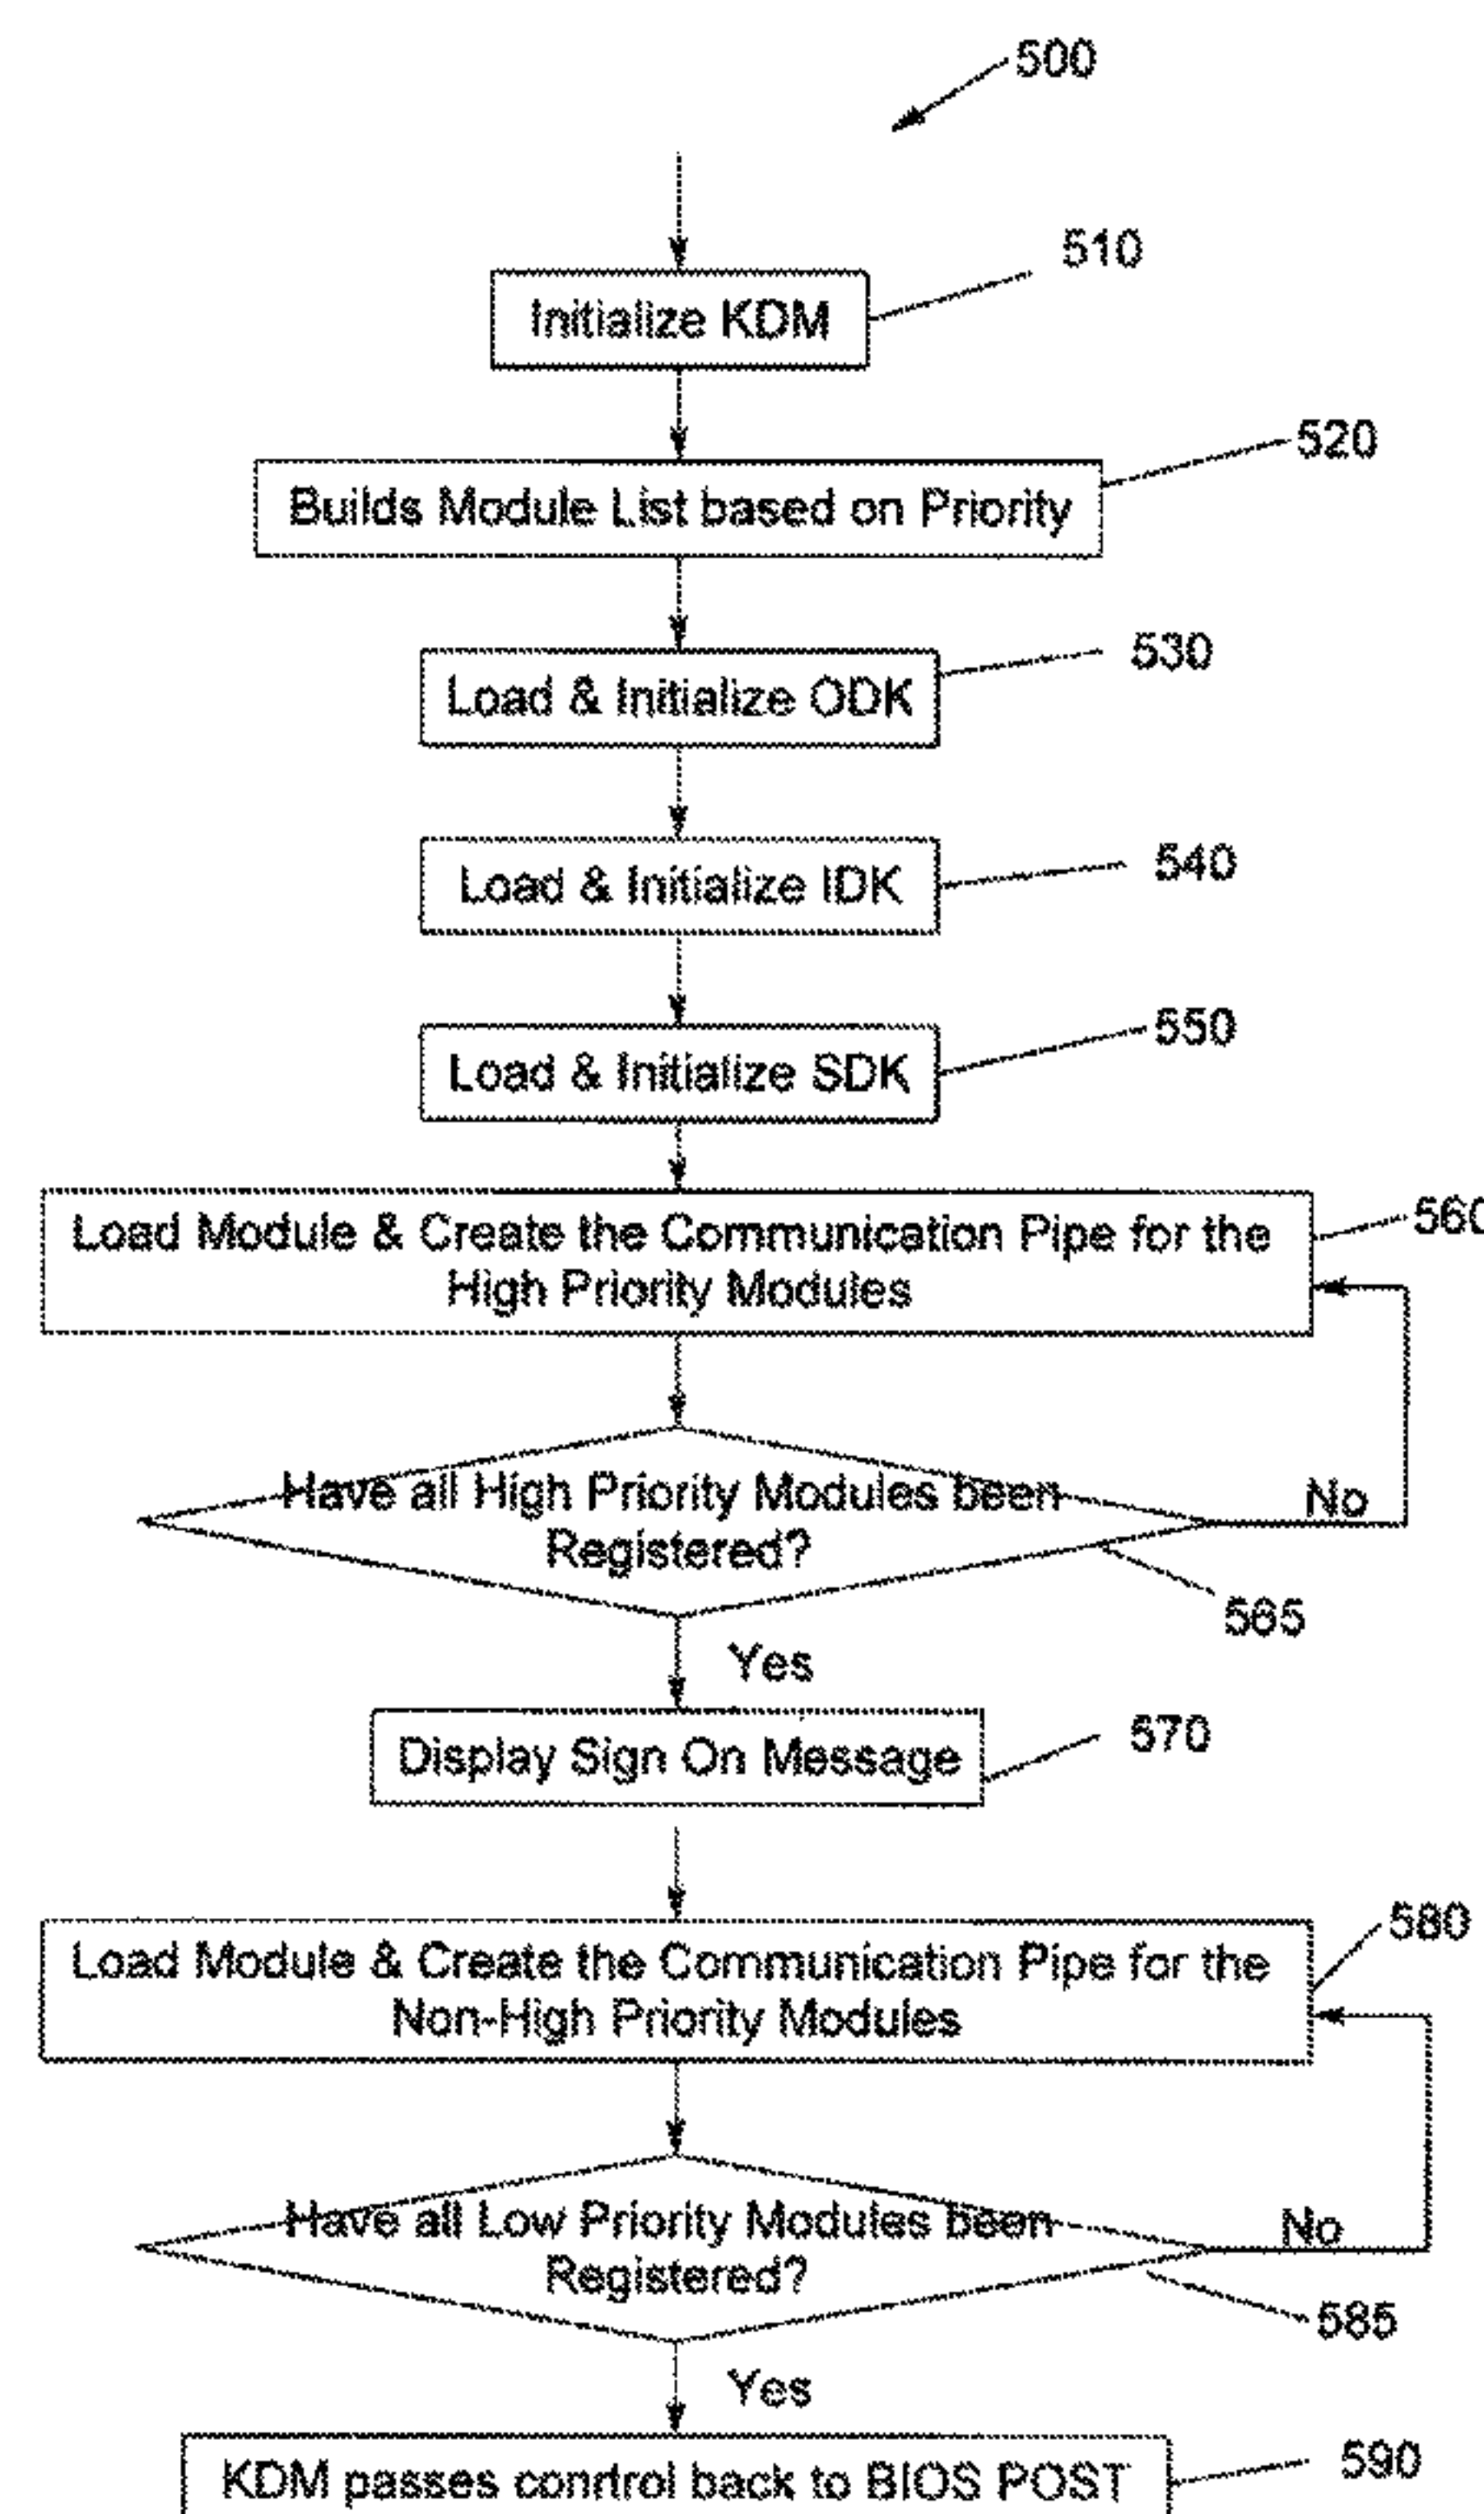 500
510
Initialize KDM
520
Builds Module List based on Priority
530
Load & Initialize ODK
540
Load & Initialize IDK
550
Load & Initialize SDK
560
Load Module & Create the Communication Pipe for the
High Priority Modules
Have all High Priority Modules been
Registered?
No
565
Yes
570
Display Sign On Message
580
Load Module & Create the Communication Pipe for the
Non-High Priority Modules
Have all Low Priority Modules been
Registered?
No
585
Yes
590
KDM passes conrtrol back to BIOS POST